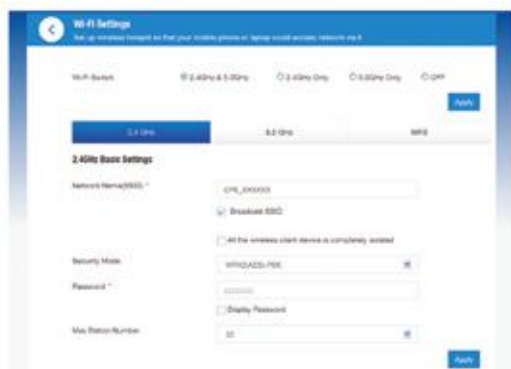 Wi-Fi Settings
Set up wireless hotspot so that your mobile phone or laptop could access network via it
Wi-Fi Switch
2.4GHz & 5.0GHz
2.4GHz Only
5.0GHz Only
OFF
Apply
2.4 GHz
5.0 GHz
WPS
2.4GHz Basic Settings
Network Name(SSID) *
Broadcast SSID
All the wireless client device is completely isolated
Security Mode
Password *
Display Password
Max Station Number
32
Apply